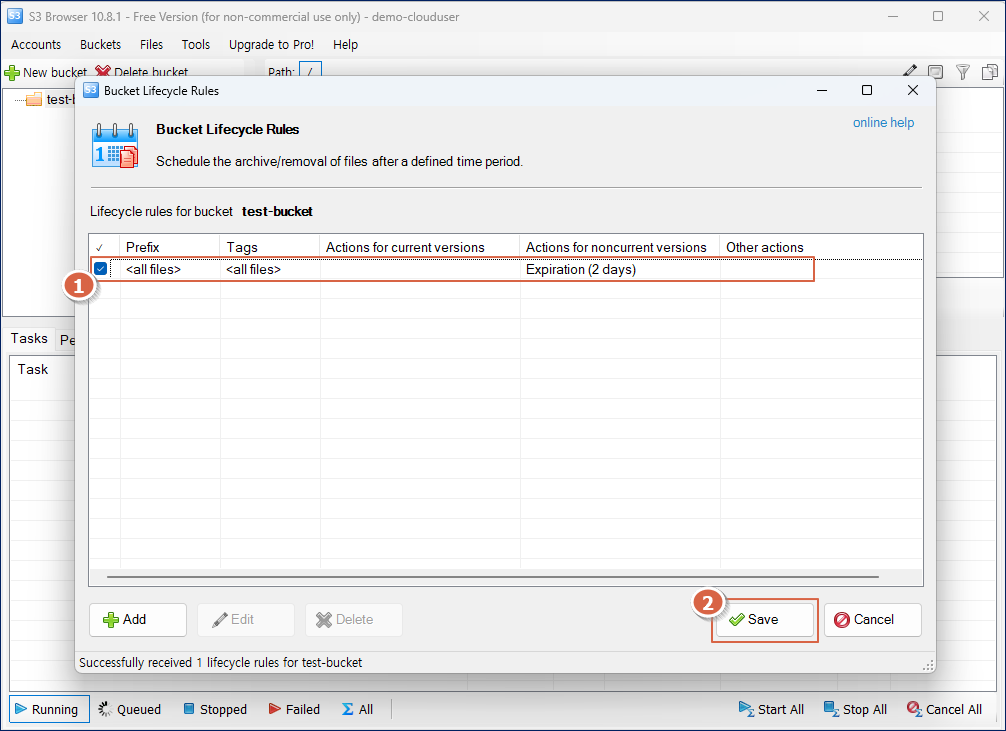 S3 Browser 10.8.1 - Free Version (for non-commercial use only) - demo-clouduser
Accounts Buckets Files Tools Upgrade to Pro! Help
New bucket Delete bucket Path: /
test-b
S3 Bucket Lifecycle Rules
Bucket Lifecycle Rules
online help
Schedule the archive/removal of files after a defined time period.
Lifecycle rules for bucket test-bucket
✓ Prefix Tags Actions for current versions Actions for noncurrent versions Other actions
<all files> <all files> Expiration (2 days)
1
Tasks Pe
Task
2
Add Edit Delete Save Cancel
Successfully received 1 lifecycle rules for test-bucket
Running Queued Stopped Failed All Start All Stop All Cancel All